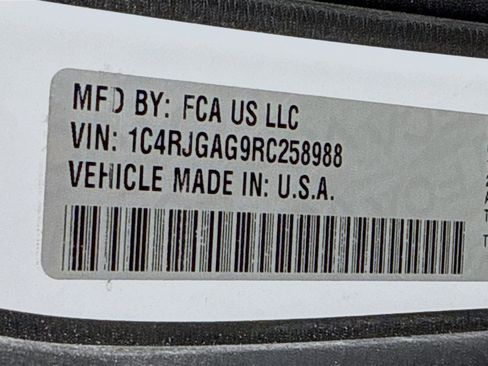 MFD BY: FCA US LLC
VIN: 1C4RJGAG9RC258988
VEHICLE MADE IN: U.S.A.